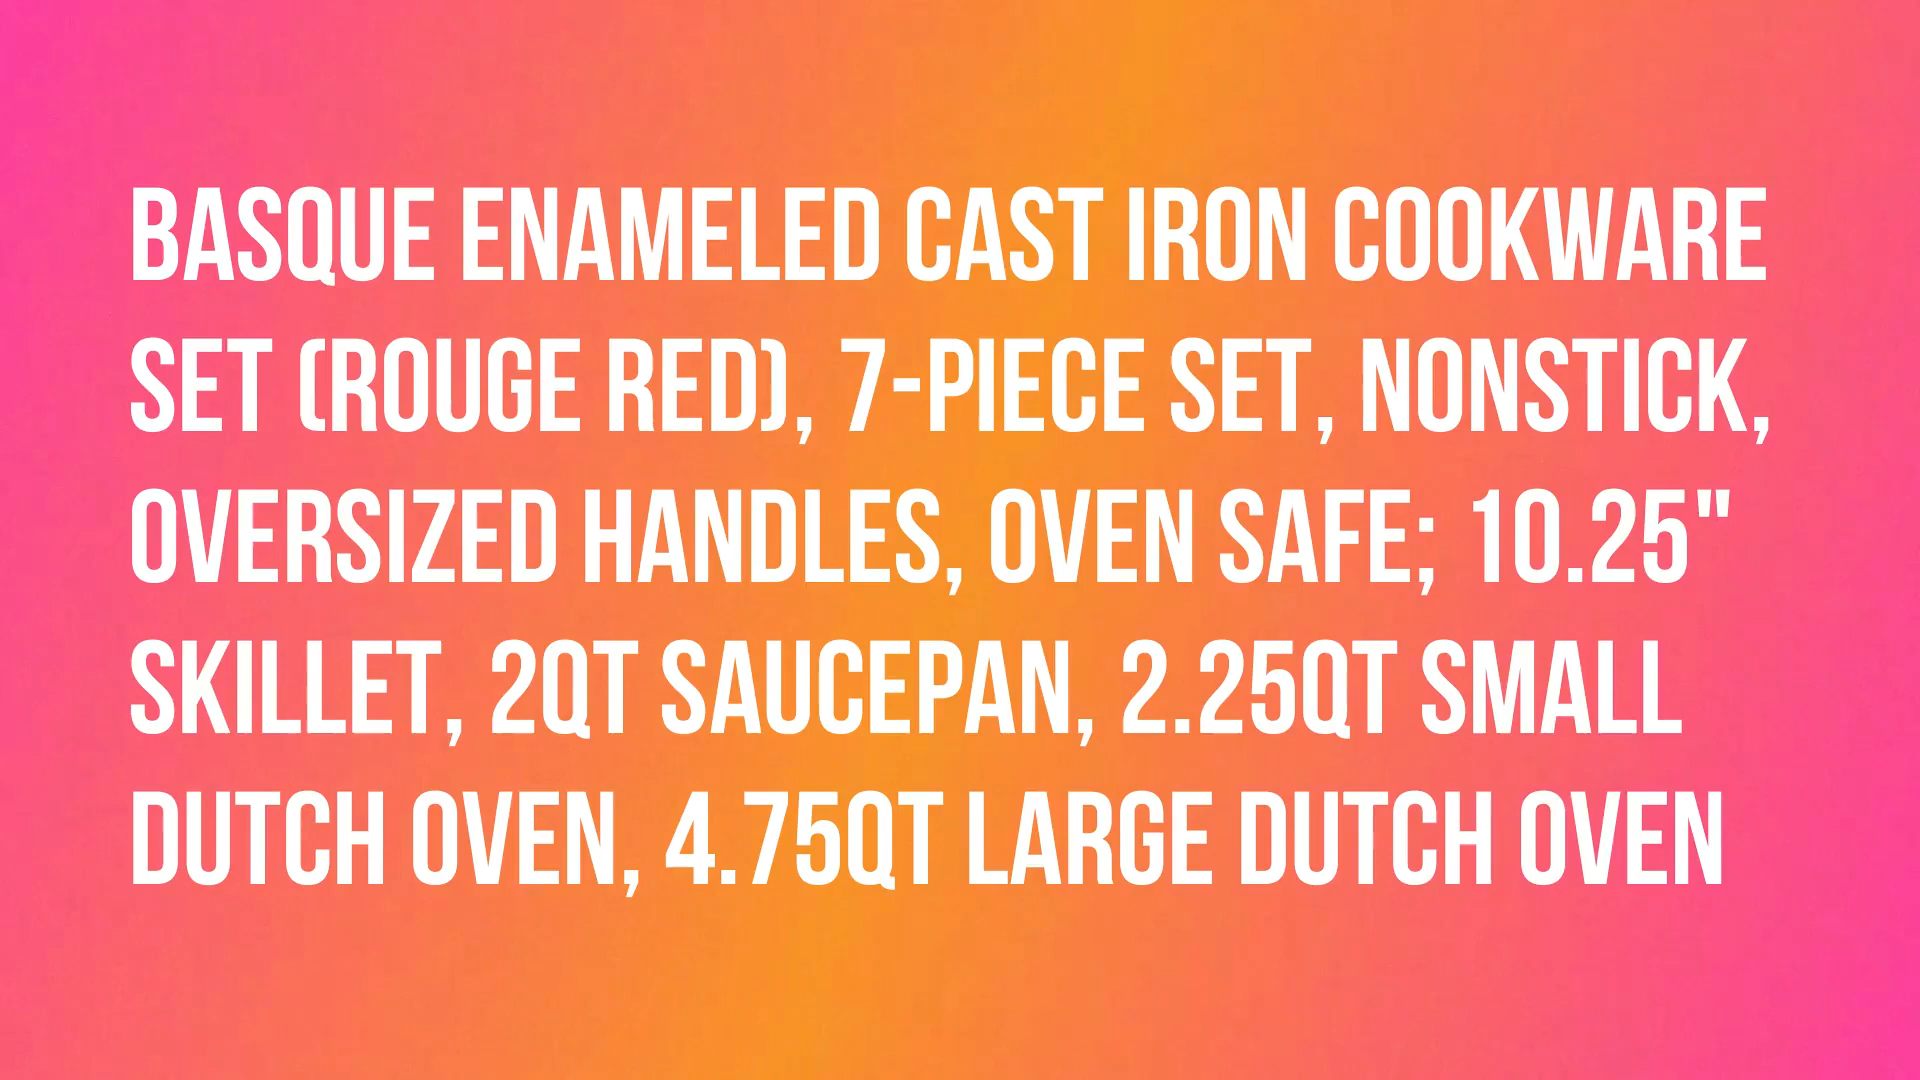 BASQUE ENAMELED CAST IRON COOKWARE
SET (ROUGE RED), 7-PIECE SET, NONSTICK,
OVERSIZED HANDLES, OVEN SAFE; 10.25"
SKILLET, 2QT SAUCEPAN, 2.25QT SMALL
DUTCH OVEN, 4.75QT LARGE DUTCH OVEN